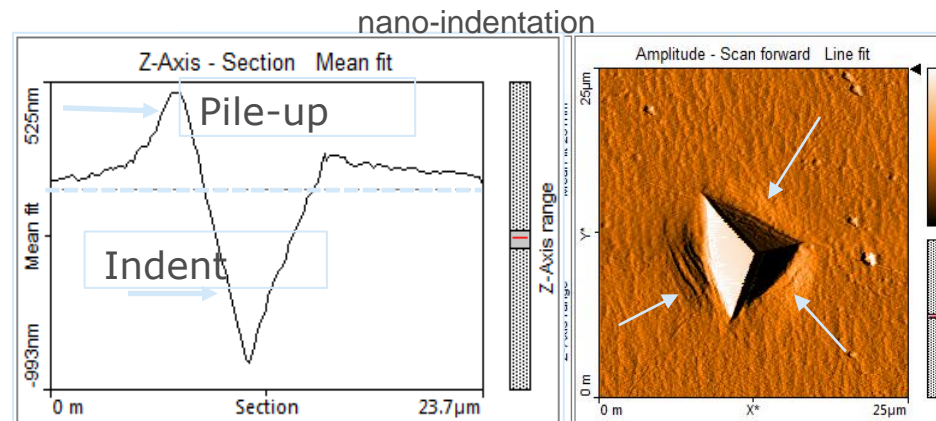 nano-indentation
Z-Axis - Section Mean fit
525nm
Mean fit
-993nm
Pile-up
Indent
0 m
Section
23.7µm
Z-Axis range
Amplitude - Scan forward Line fit
25µm
Y*
0 m
0 m
X*
25µm